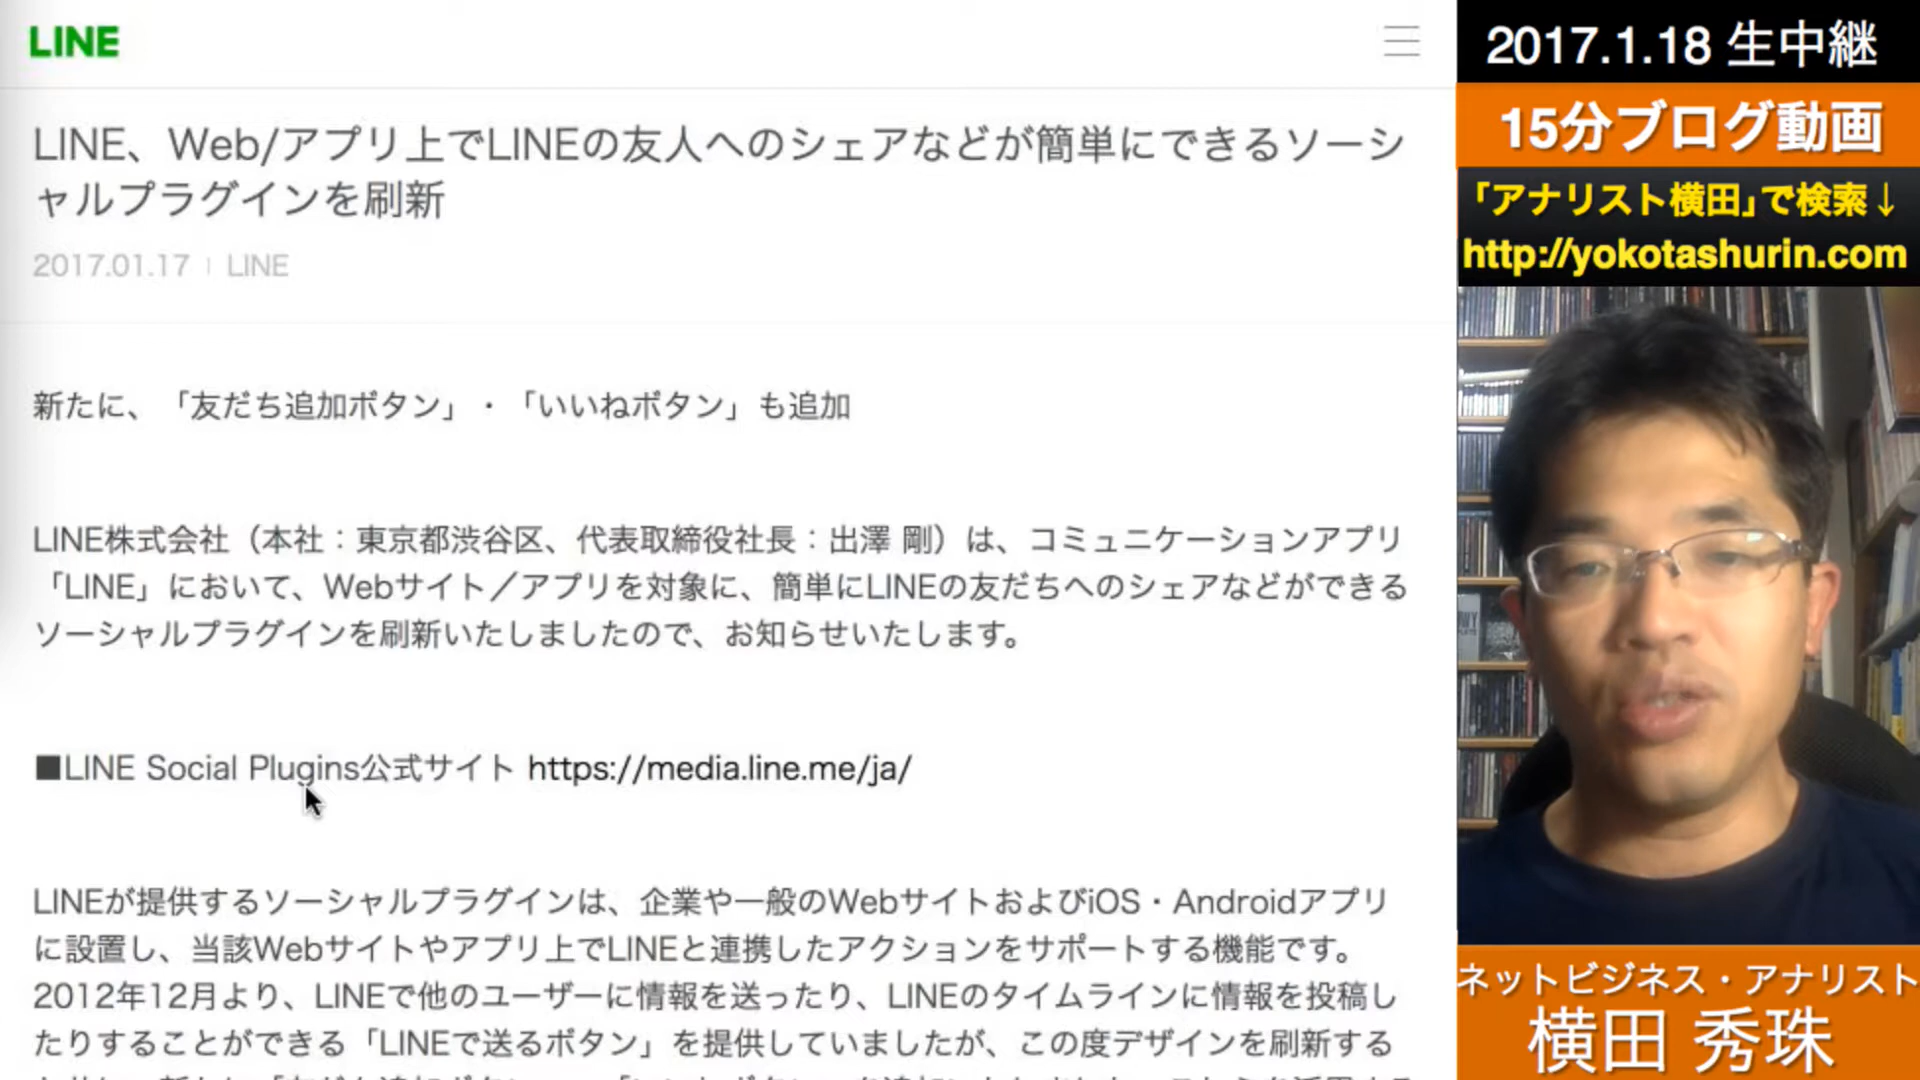 LINE
LINE、Web/アプリ上でLINEの友人へのシェアなどが簡単にできるソーシ
ャルプラグインを刷新
2017.01.17 | LINE
新たに、「友だち追加ボタン」・「いいねボタン」も追加
LINE株式会社（本社：東京都渋谷区、代表取締役社長：出澤 剛）は、コミュニケーションアプリ
「LINE」において、Webサイト／アプリを対象に、簡単にLINEの友だちへのシェアなどができる
ソーシャルプラグインを刷新いたしましたので、お知らせいたします。
■LINE Social Plugins公式サイト https://media.line.me/ja/
LINEが提供するソーシャルプラグインは、企業や一般のWebサイトおよびiOS・Androidアプリ
に設置し、当該Webサイトやアプリ上でLINEと連携したアクションをサポートする機能です。
2012年12月より、LINEで他のユーザーに情報を送ったり、LINEのタイムラインに情報を投稿し
たりすることができる「LINEで送るボタン」を提供していましたが、この度デザインを刷新する
2017.1.18 生中継
15分ブログ動画
「アナリスト横田」で検索↓
http://yokotashurin.com
ネットビジネス・アナリスト
横田 秀珠